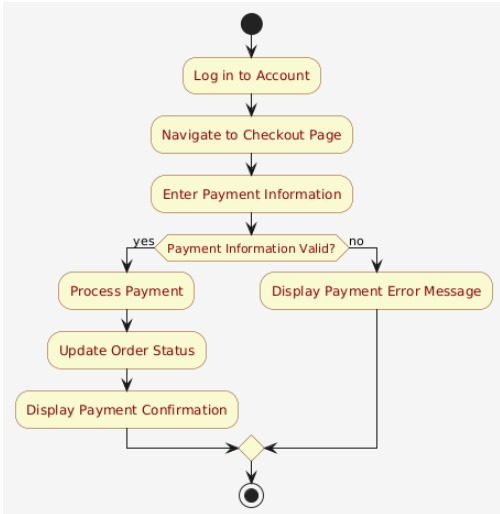 Log in to Account
Navigate to Checkout Page
Enter Payment Information
yes
Payment Information Valid?
no
Process Payment
Display Payment Error Message
Update Order Status
Display Payment Confirmation